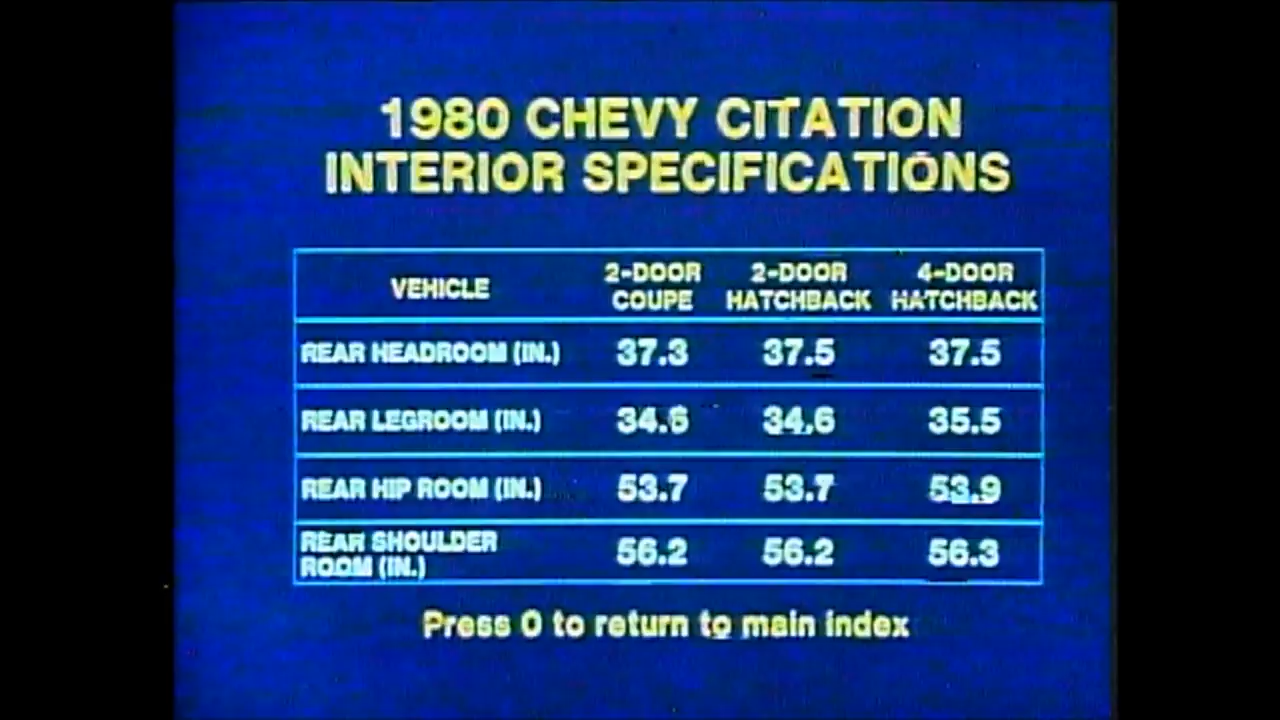 1980 CHEVY CITATION
INTERIOR SPECIFICATIONS
VEHICLE 2-DOOR COUPE 2-DOOR HATCHBACK 4-DOOR HATCHBACK
REAR HEADROOM (IN.) 37.3 37.5 37.5
REAR LEGROOM (IN.) 34.6 34.6 35.5
REAR HIP ROOM (IN.) 53.7 53.7 53.9
REAR SHOULDER ROOM (IN.) 56.2 56.2 56.3
Press 0 to return to main index